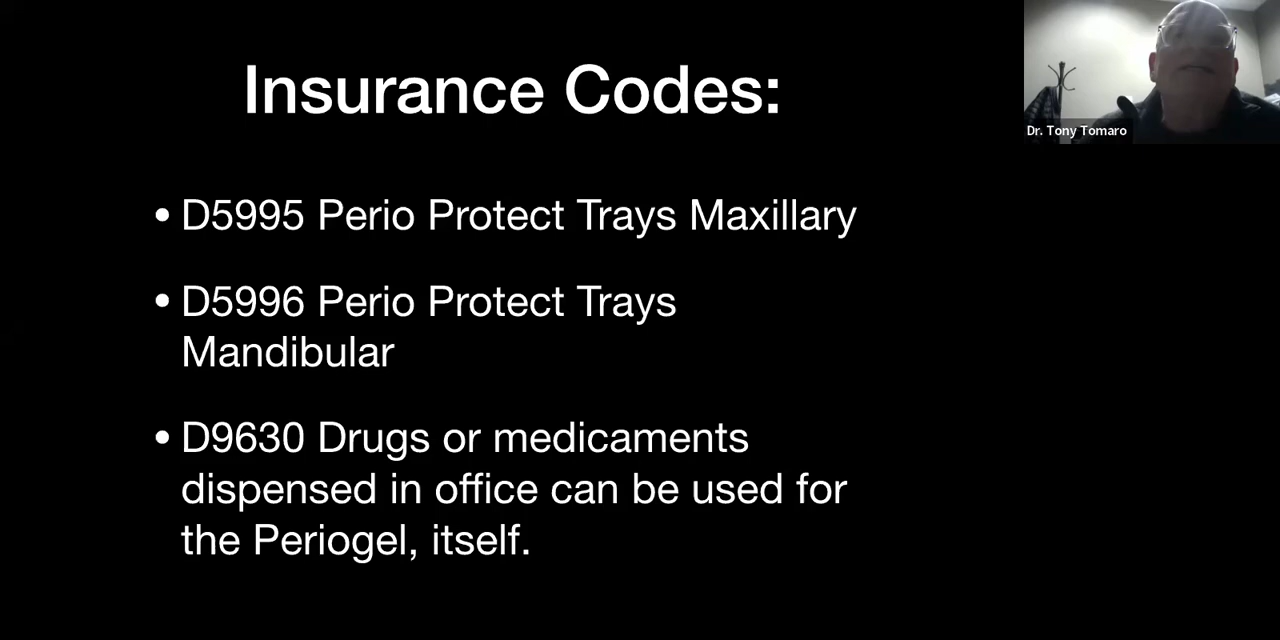 Insurance Codes:
Dr. Tony Tomaro
• D5995 Perio Protect Trays Maxillary
• D5996 Perio Protect Trays
Mandibular
• D9630 Drugs or medicaments
dispensed in office can be used for
the Periogel, itself.